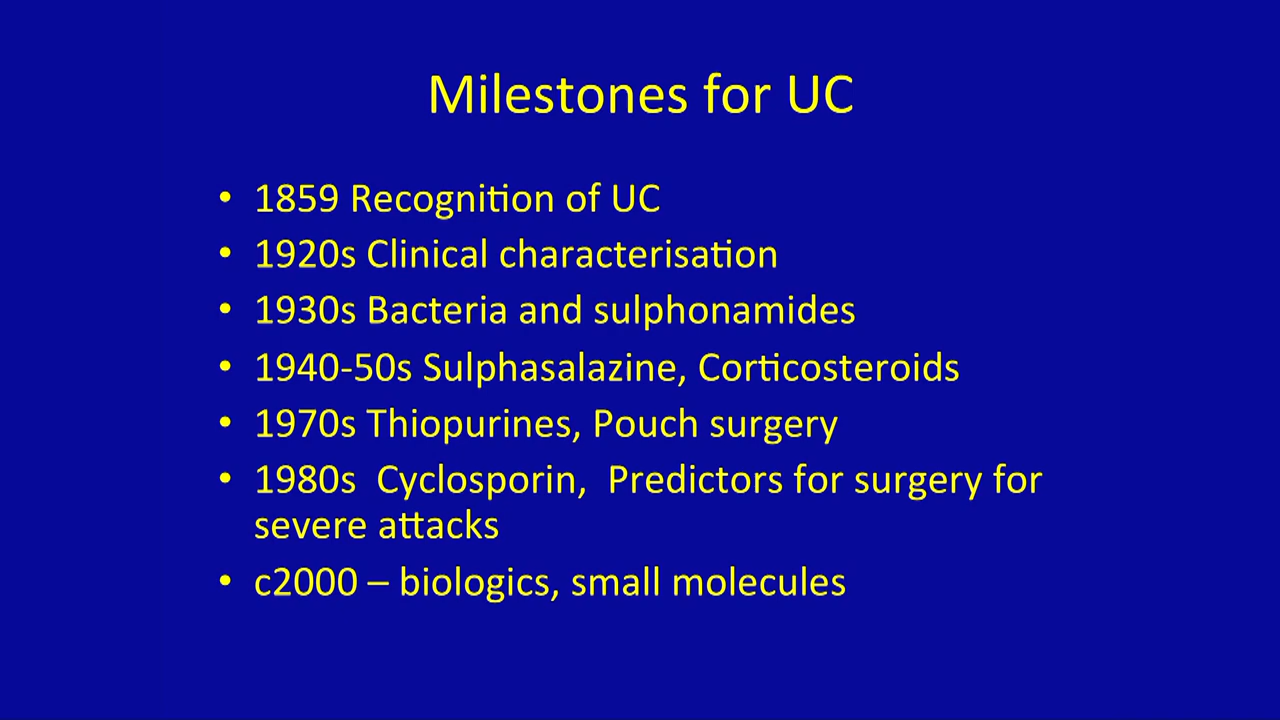 Milestones for UC
• 1859 Recognition of UC
• 1920s Clinical characterisation
• 1930s Bacteria and sulphonamides
• 1940-50s Sulphasalazine, Corticosteroids
• 1970s Thiopurines, Pouch surgery
• 1980s  Cyclosporin,  Predictors for surgery for
severe attacks
• c2000 – biologics, small molecules